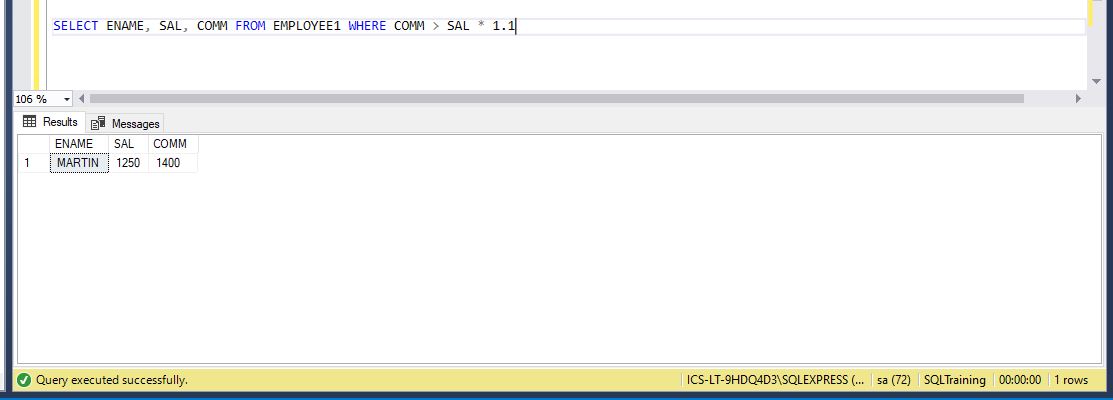 SELECT ENAME, SAL, COMM FROM EMPLOYEE1 WHERE COMM > SAL * 1.1
106 %
Results Messages
ENAME SAL COMM
1 MARTIN 1250 1400
Query executed successfully. ICS-LT-9HDQ4D3\SQLEXPRESS (... sa (72) SQLTraining 00:00:00 1 rows